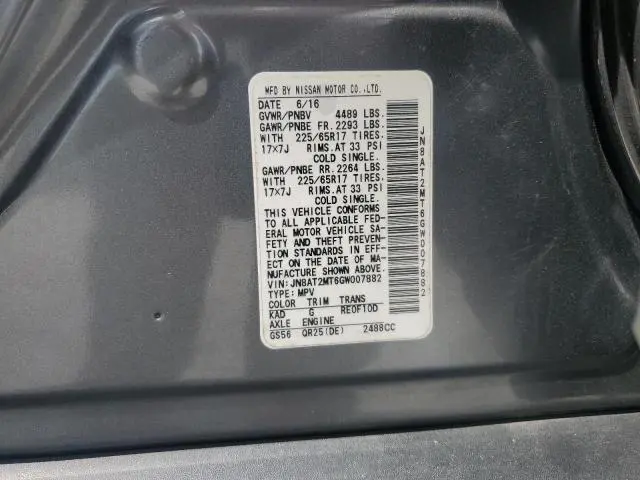 MFD BY NISSAN MOTOR CO.,LTD.
DATE 6/16
GVWR/PNBV 4489 LBS.
GAWR/PNBE FR. 2293 LBS.
WITH 225/65R17 TIRES.
17×7J RIMS.AT 33 PSI
COLD SINGLE.
GAWR/PNBE RR. 2264 LBS.
WITH 225/65R17 TIRES.
17×7J RIMS.AT 33 PSI
COLD SINGLE.
THIS VEHICLE CONFORMS
TO ALL APPLICABLE FED-
ERAL MOTOR VEHICLE SA-
FETY AND THEFT PREVEN-
TION STANDARDS IN EFF-
ECT ON THE DATE OF MA-
NUFACTURE SHOWN ABOVE.
VIN:JN8AT2MT6GW007882
TYPE:MPV
COLOR TRIM TRANS
KAD G RE0F10D
AXLE ENGINE
GS56 QR25(DE) 2488CC
JN8AT2MT6GW007882